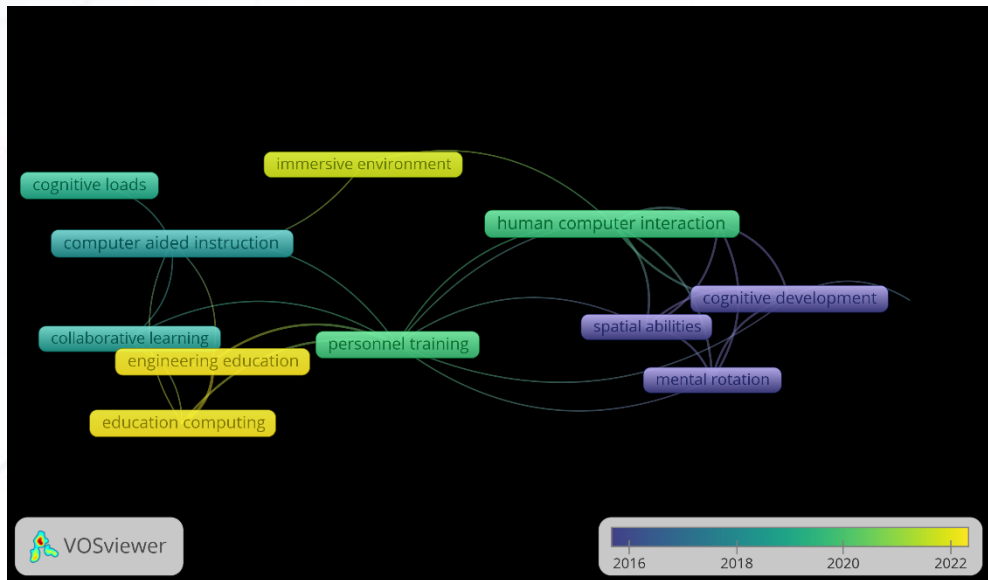 immersive environment
cognitive loads
human computer interaction
computer aided instruction
cognitive development
spatial abilities
collaborative learning
personnel training
engineering education
mental rotation
education computing
VOSviewer
2016 2018 2020 2022